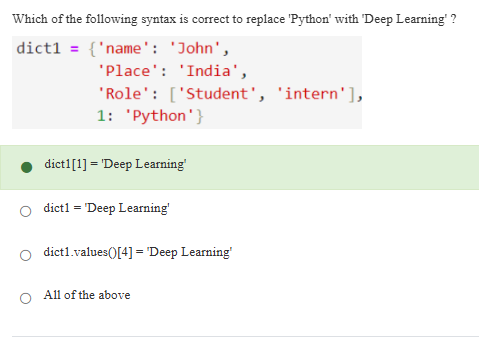 Which of the following syntax is correct to replace 'Python' with 'Deep Learning' ?
dict1 = {'name': 'John',
'Place': 'India',
'Role': ['Student', 'intern'],
1: 'Python'}
dict1[1] = 'Deep Learning'
dict1 = 'Deep Learning'
dict1.values()[4] = 'Deep Learning'
All of the above